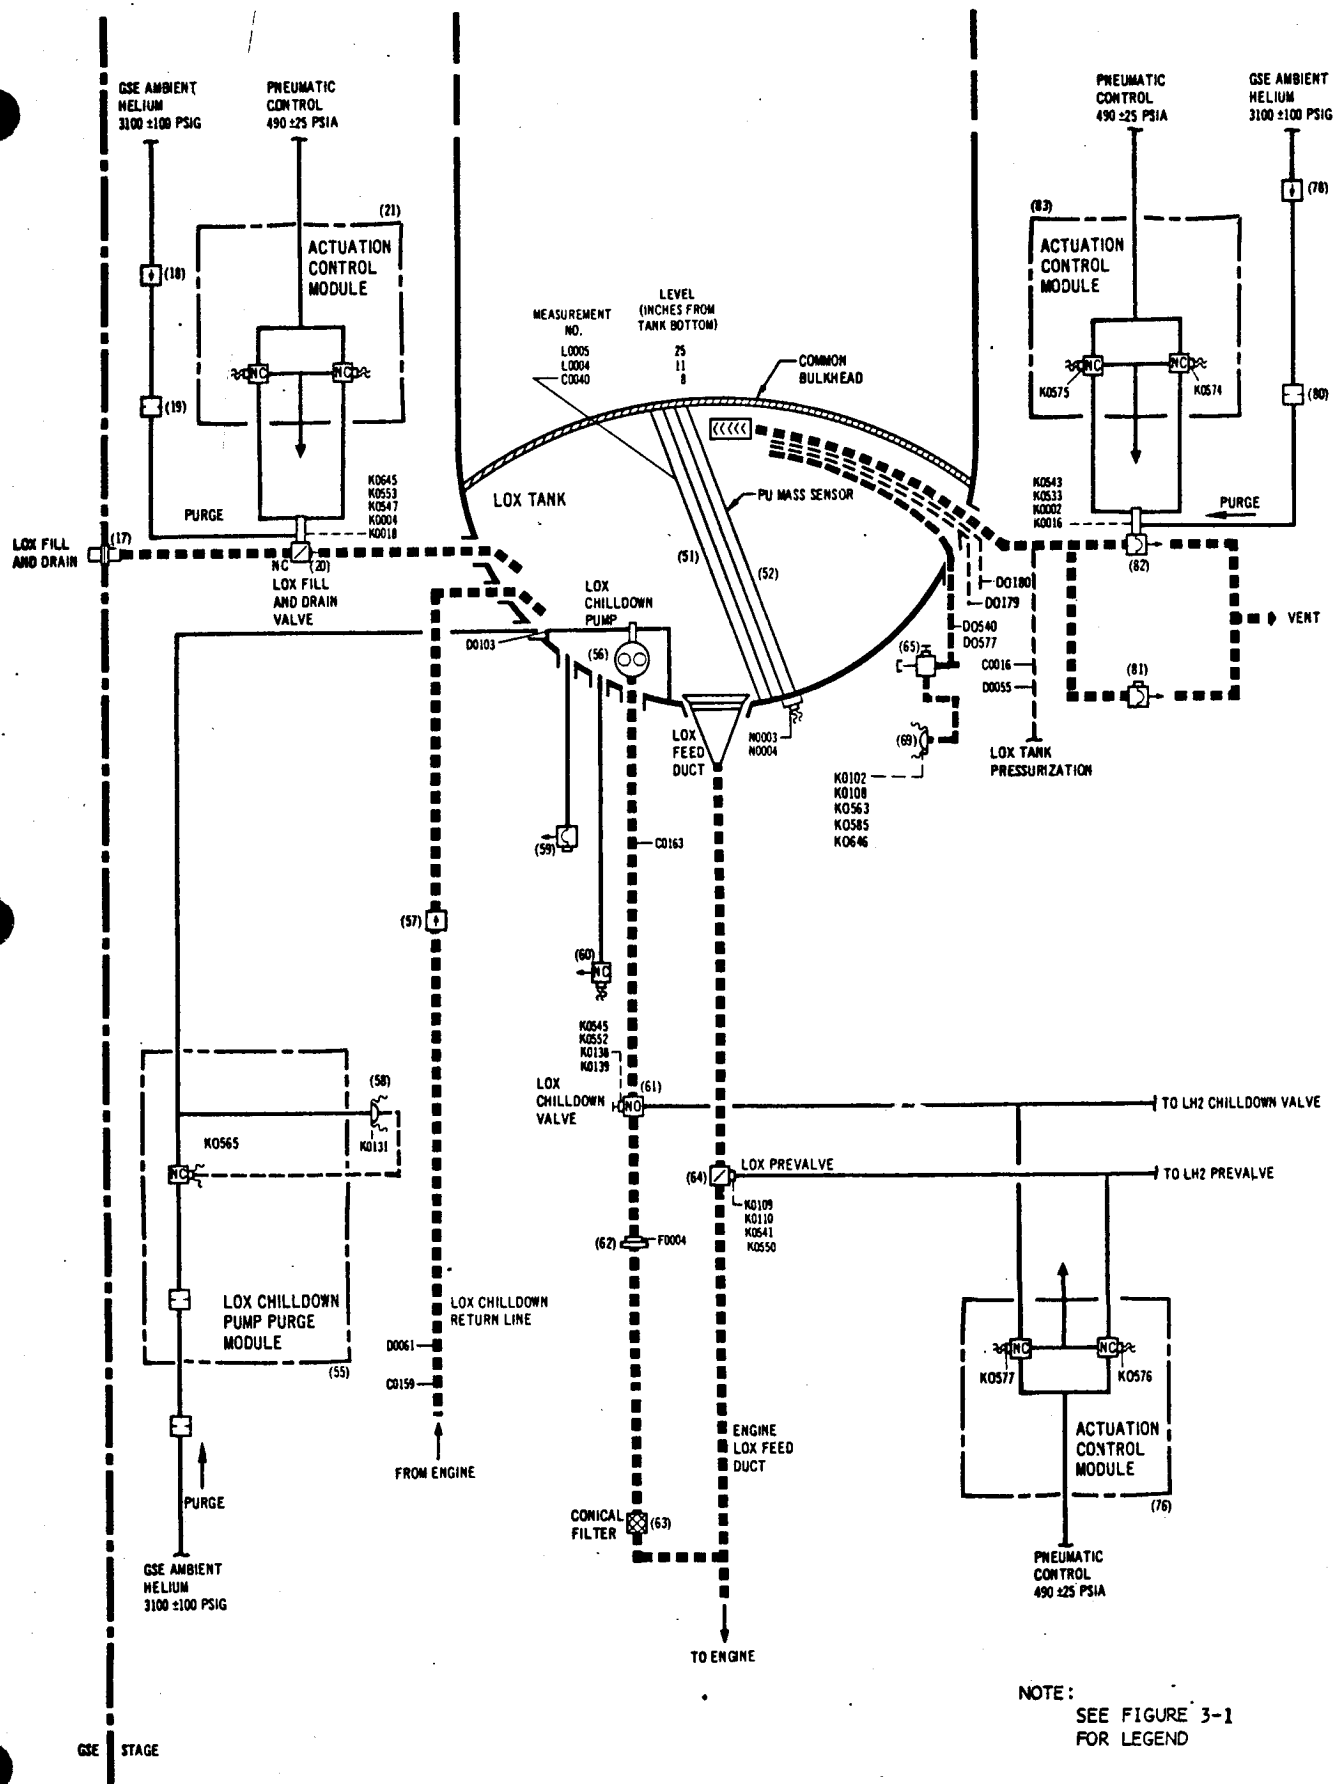 GSE AMBIENT
HELIUM
3100 ±100 PSIG
PNEUMATIC
CONTROL
490 ±25 PSIA
PNEUMATIC
CONTROL
490 ±25 PSIA
GSE AMBIENT
HELIUM
3100 ±100 PSIG
(21)
ACTUATION
CONTROL
MODULE
(18)
NC
NC
(19)
(83)
ACTUATION
CONTROL
MODULE
(78)
NC
NC
K0575
K0574
(80)
MEASUREMENT
NO.
LEVEL
(INCHES FROM
TANK BOTTOM)
L0005 25
L0004 11
C0040 8
COMMON
BULKHEAD
LOX TANK
PU MASS SENSOR
(51)
(52)
K0645
K0553
K0547
K0004
K0018
PURGE
LOX FILL
AND DRAIN
(17)
NC
(20)
LOX FILL
AND DRAIN
VALVE
K0543
K0533
K0002
K0016
PURGE
(82)
VENT
(81)
D0180
D0179
D0540
D0577
C0016
D0055
LOX TANK
PRESSURIZATION
(65)
(69)
K0102
K0108
K0563
K0585
K0646
LOX
CHILLDOWN
PUMP
D0103
(56)
LOX
FEED
DUCT
N0003
N0004
(59)
C0163
(57)
(60)
NC
K0545
K0552
K0138
K0139
LOX
CHILLDOWN
VALVE
(61)
NO
TO LH2 CHILLDOWN VALVE
(64)
LOX PREVALVE
TO LH2 PREVALVE
K0109
K0110
K0541
K0550
(62)
F0004
(58)
K0131
K0565
NC
LOX CHILLDOWN
PUMP PURGE
MODULE
(55)
LOX CHILLDOWN
RETURN LINE
D0061
C0159
FROM ENGINE
PURGE
GSE AMBIENT
HELIUM
3100 ±100 PSIG
ENGINE
LOX FEED
DUCT
CONICAL
FILTER
(63)
TO ENGINE
NC
NC
K0577
K0576
ACTUATION
CONTROL
MODULE
(76)
PNEUMATIC
CONTROL
490 ±25 PSIA
NOTE:
SEE FIGURE 3-1
FOR LEGEND
GSE
STAGE